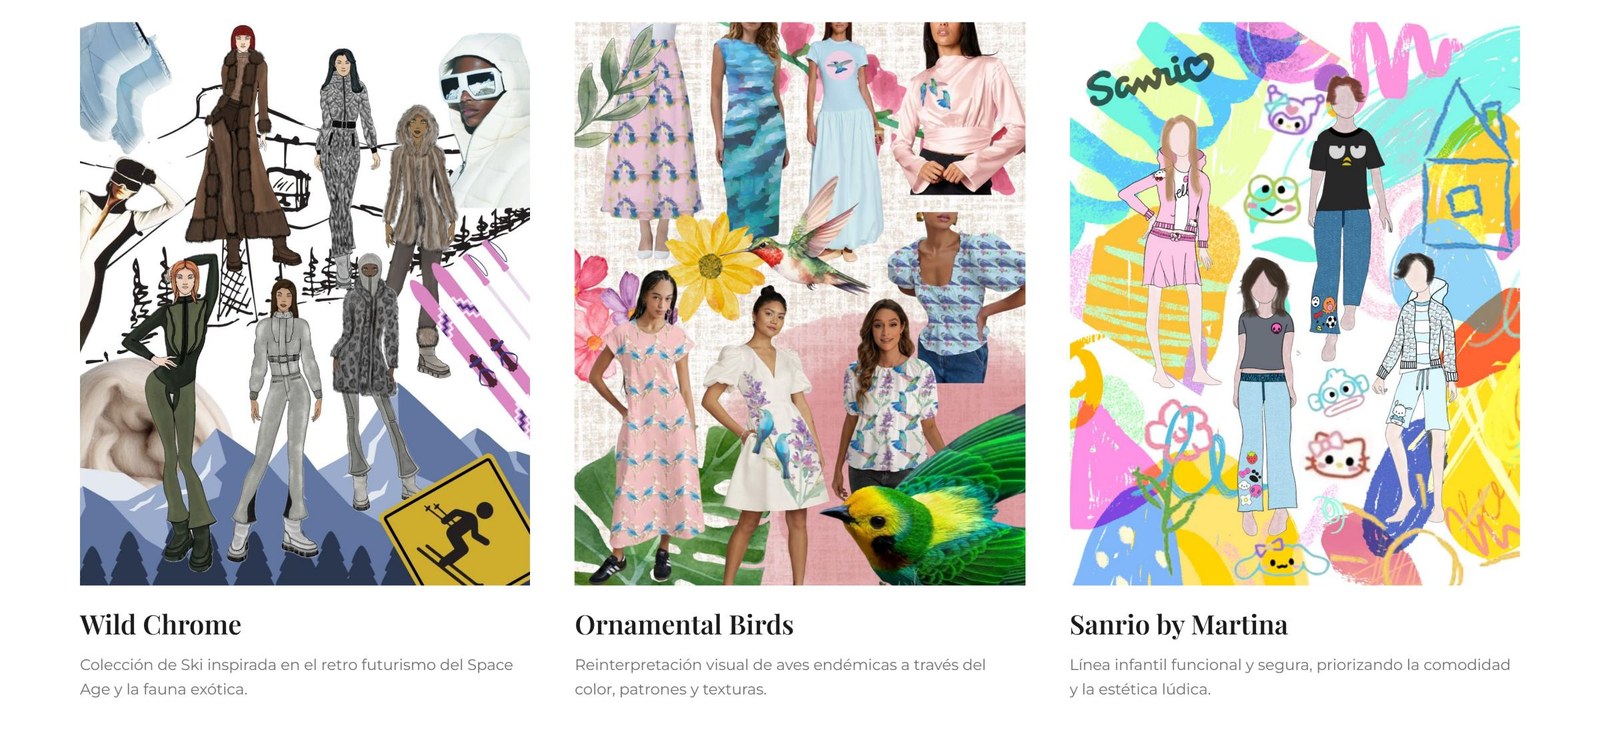 Sanrio
Wild Chrome
Colección de Ski inspirada en el retro futurismo del Space
Age y la fauna exótica.
Ornamental Birds
Reinterpretación visual de aves endémicas a través del
color, patrones y texturas.
Sanrio by Martina
Línea infantil funcional y segura, priorizando la comodidad
y la estética lúdica.